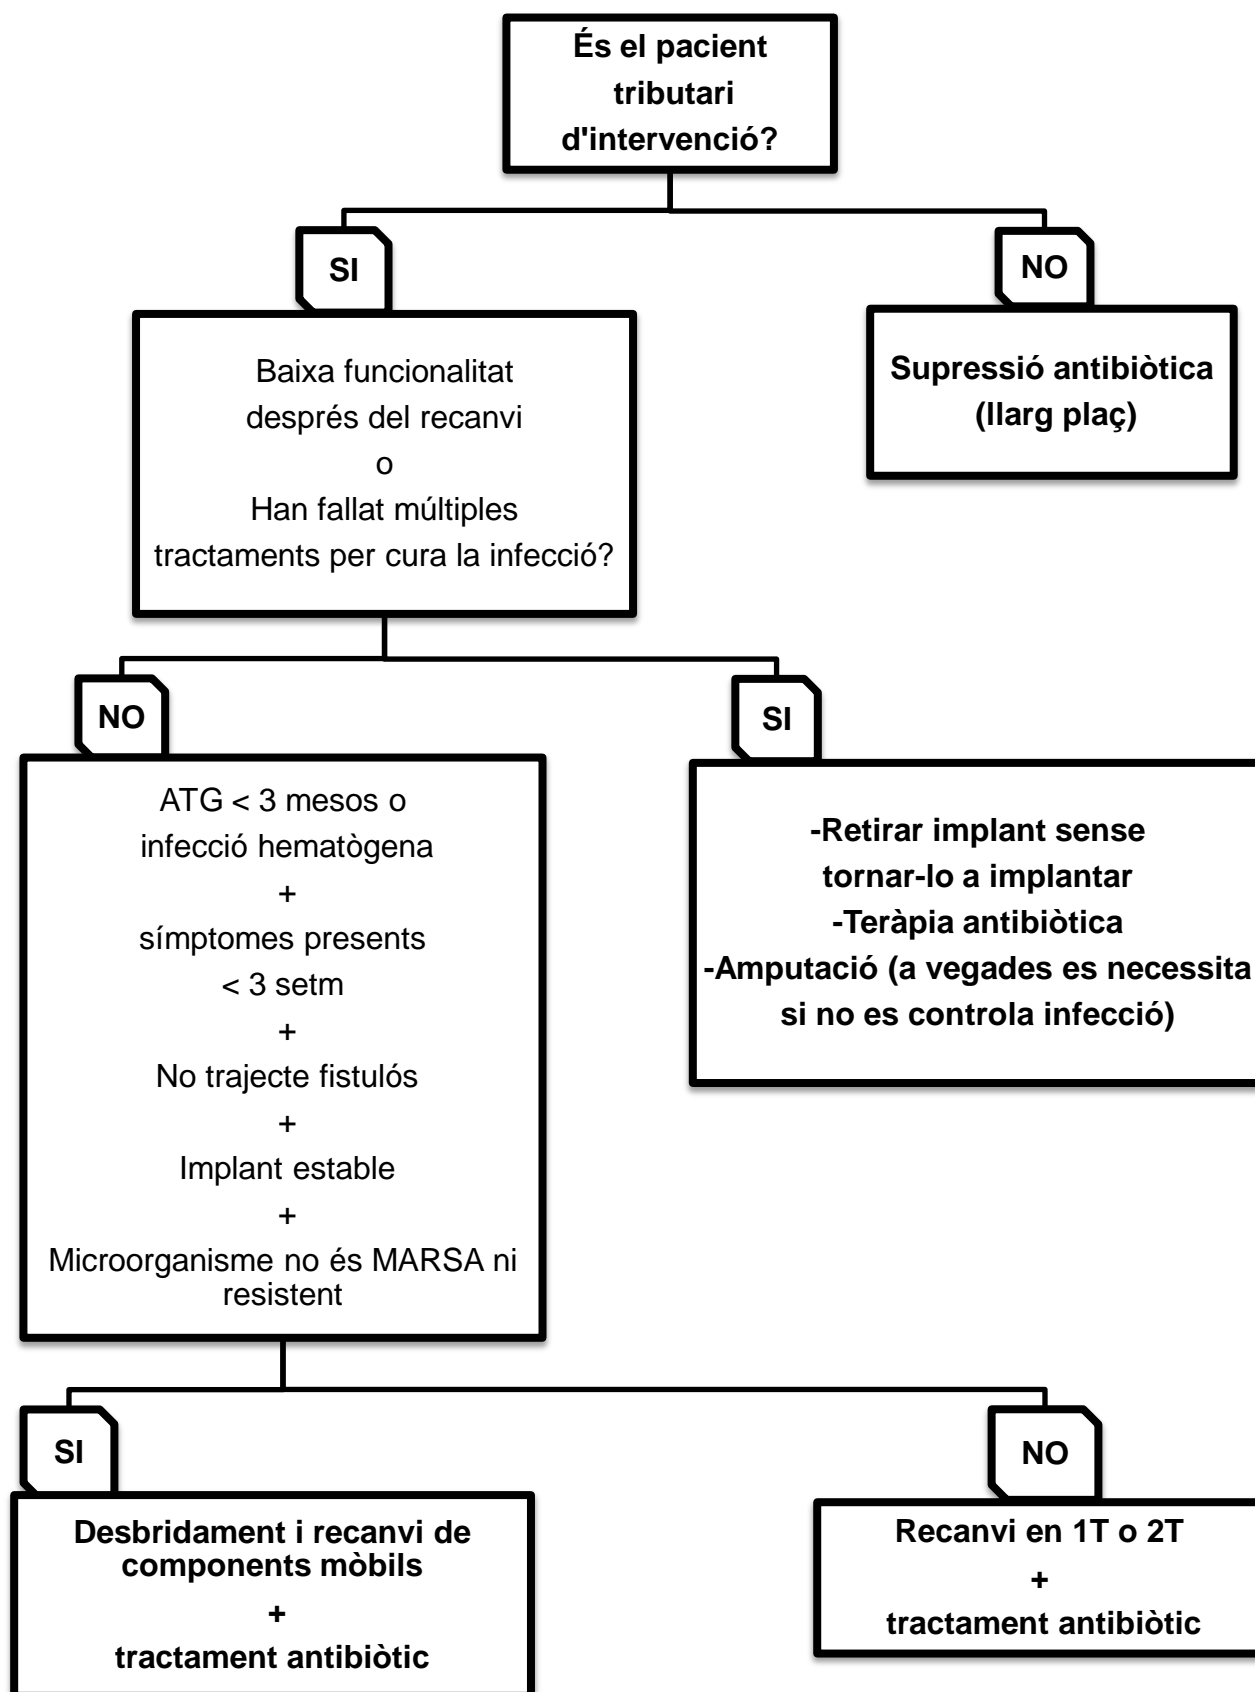 És el pacient
tributari
d'intervenció?
SI
NO
Baixa funcionalitat
després del recanvi
o
Han fallat múltiples
tractaments per cura la infecció?
Supressió antibiòtica
(llarg plaç)
NO
SI
ATG < 3 mesos o
infecció hematògena
+
símptomes presents
< 3 setm
+
No trajecte fistulós
+
Implant estable
+
Microorganisme no és MARSA ni
resistent
-Retirar implant sense
tornar-lo a implantar
-Teràpia antibiòtica
-Amputació (a vegades es necessita
si no es controla infecció)
SI
NO
Desbridament i recanvi de
components mòbils
+
tractament antibiòtic
Recanvi en 1T o 2T
+
tractament antibiòtic